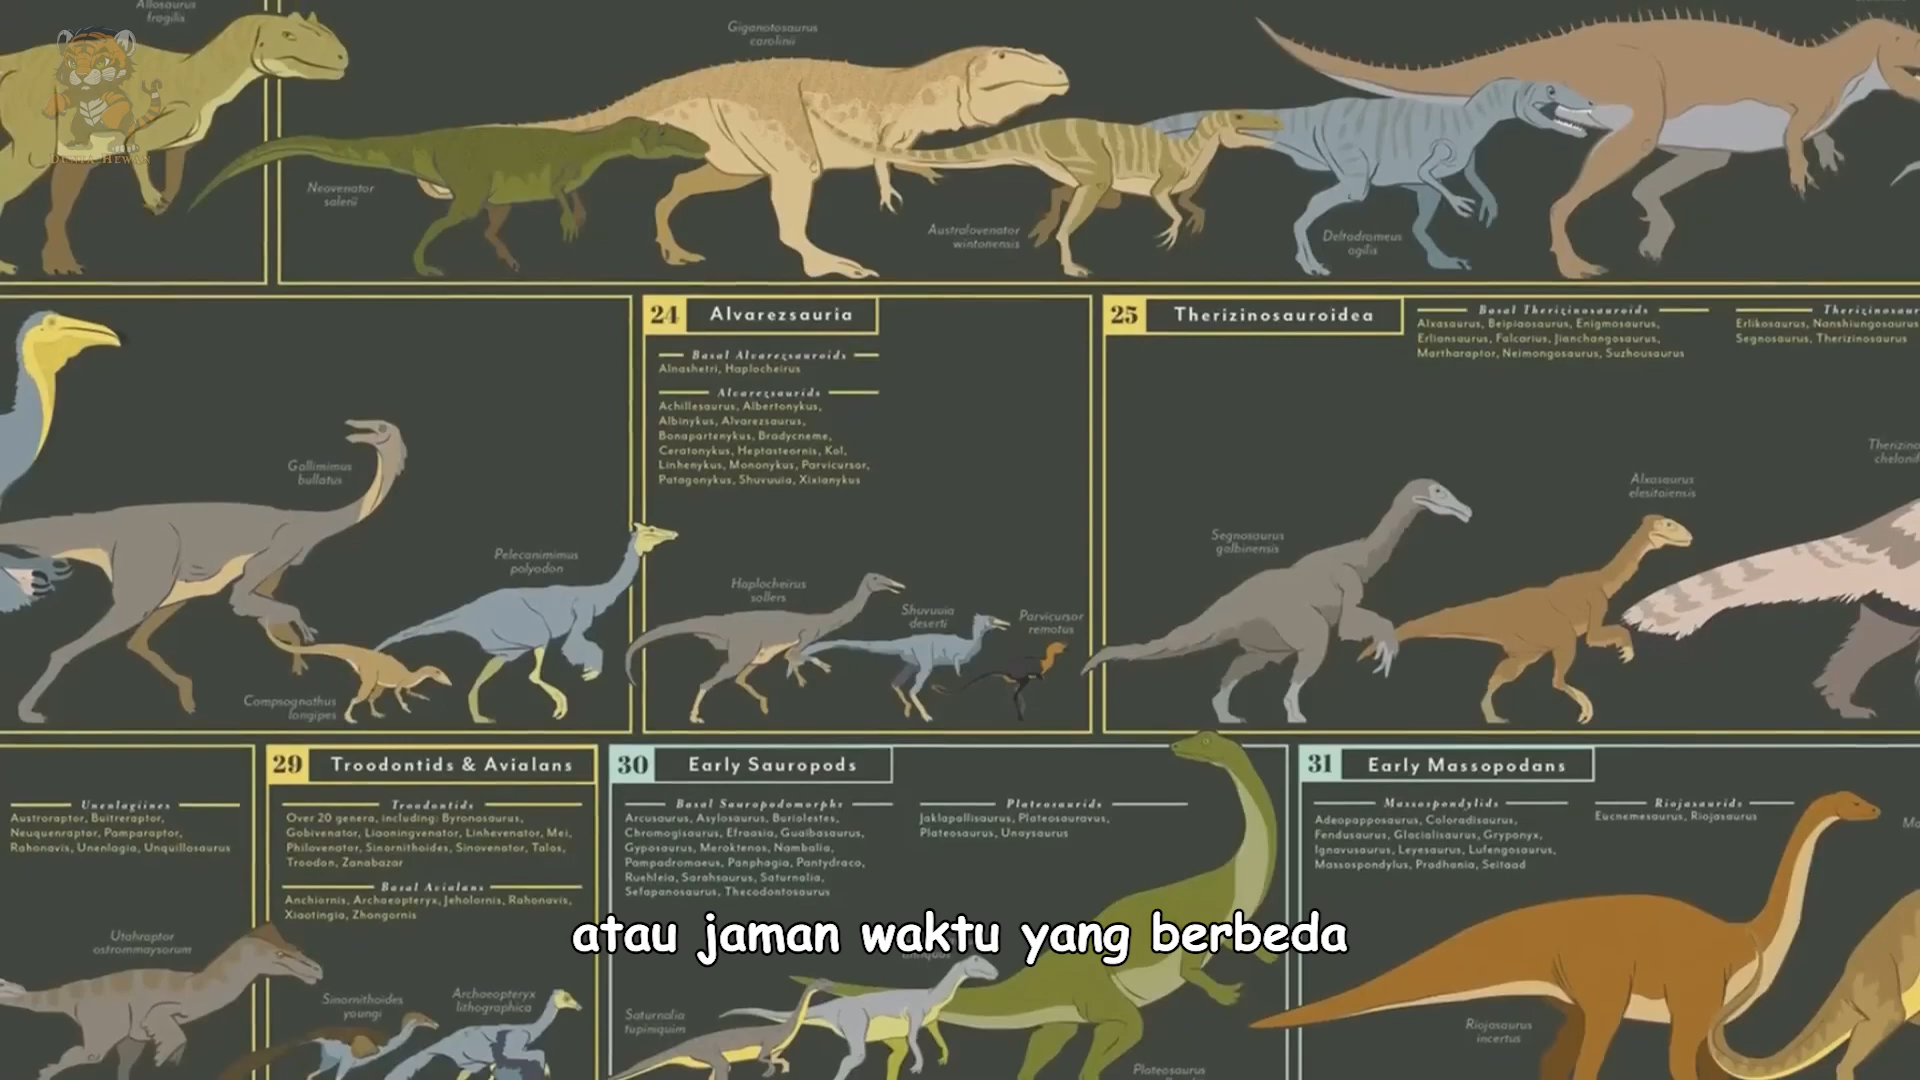 Allosaurus
fragilis
Giganotosaurus
carolinii
DUNIA HEWAN
Neovenator
salerii
Australovenator
wintonensis
Deltadromeus
agilis
24 Alvarezsauria
Basal Alvarezsauroids
Alnashetri, Haplocheirus
Alvarezsaurids
Achillesaurus, Albertonykus,
Albinykus, Alvarezsaurus,
Bonapartenykus, Bradycneme,
Ceratonykus, Heptasteornis, Kol,
Linhenykus, Mononykus, Parvicursor,
Patagonykus, Shuvuuia, Xixianykus
25 Therizinosauroidea
Basal Therizinosauroids
Alxasaurus, Beipiaosaurus, Enigmosaurus,
Erliansaurus, Falcarius, Jianchangosaurus,
Martharaptor, Neimongosaurus, Suzhousaurus
Therizinosaur
Erlikosaurus, Nanshiungosaurus
Segnosaurus, Therizinosaurus
Gallimimus
bullatus
Pelecanimimus
polyodon
Compsognathus
longipes
Haplocheirus
sollers
Shuvuuia
deserti
Parvicursor
remotus
Segnosaurus
galbinensis
Alxasaurus
elesitaiensis
Therizino
cheloni
Unenlagiines
Austroraptor, Buitreraptor,
Neuquenraptor, Pamparaptor,
Rahonavis, Unenlagia, Unquillosaurus
29 Troodontids & Avialans
Troodontids
Over 20 genera, including: Byronosaurus,
Gobivenator, Liaoningvenator, Linhevenator, Mei,
Philovenator, Sinornithoides, Sinovenator, Talos,
Troodon, Zanabazar
Basal Avialans
Anchiornis, Archaeopteryx, Jeholornis, Rahonavis,
Xiaotingia, Zhongornis
30 Early Sauropods
Basal Sauropodomorphs
Arcusaurus, Asylosaurus, Buriolestes,
Chromogisaurus, Efraasia, Guaibasaurus,
Gyposaurus, Meroktenos, Nambalia,
Pampadromaeus, Panphagia, Pantydraco,
Ruehleia, Sarahsaurus, Saturnalia,
Sefapanosaurus, Thecodontosaurus
Plateosaurids
Jaklapallisaurus, Plateosauravus,
Plateosaurus, Unaysaurus
31 Early Massopodans
Massospondylids
Adeopapposaurus, Coloradisaurus,
Fendusaurus, Glacialisaurus, Gryponyx,
Ignavusaurus, Leyesaurus, Lufengosaurus,
Massospondylus, Pradhania, Seitaad
Riojasaurids
Eucnemesaurus, Riojasaurus
Utahraptor
ostrommaysorum
Sinornithoides
youngi
Archaeopteryx
lithographica
Saturnalia
tupiniquim
Plateosaurus
Riojasaurus
incertus
atau jaman waktu yang berbeda